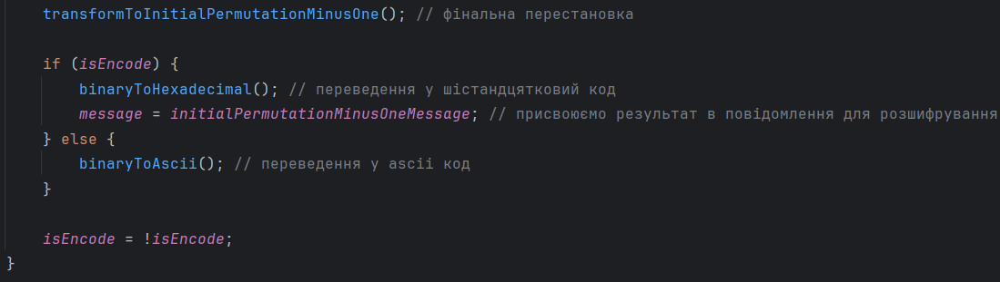 transformToInitialPermutationMinusOne(); // фінальна перестановка
if (isEncode) {
binaryToHexadecimal(); // переведення у шістандцятковий код
message = initialPermutationMinusOneMessage; // присвоюємо результат в повідомлення для розшифрування
} else {
binaryToAscii(); // переведення у ascii код
}
isEncode = !isEncode;
}